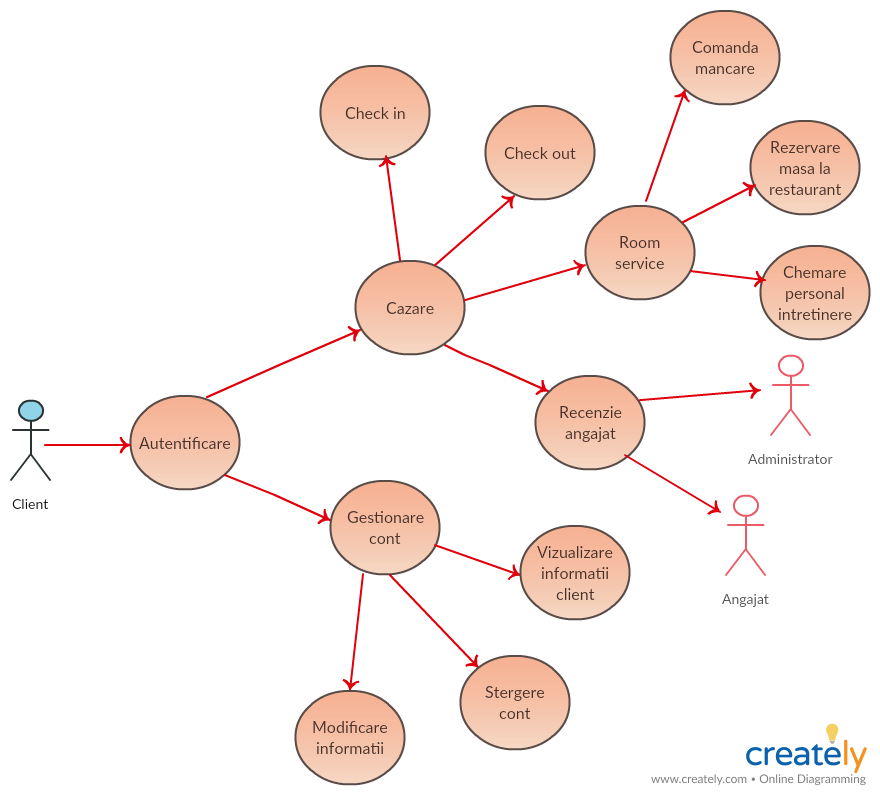 Comanda
mancare
Check in
Check out
Rezervare
masa la
restaurant
Room
service
Chemare
personal
intretinere
Cazare
Recenzie
angajat
Administrator
Autentificare
Client
Gestionare
cont
Vizualizare
informatii
client
Angajat
Stergere
cont
Modificare
informatii
creately
www.creately.com • Online Diagramming